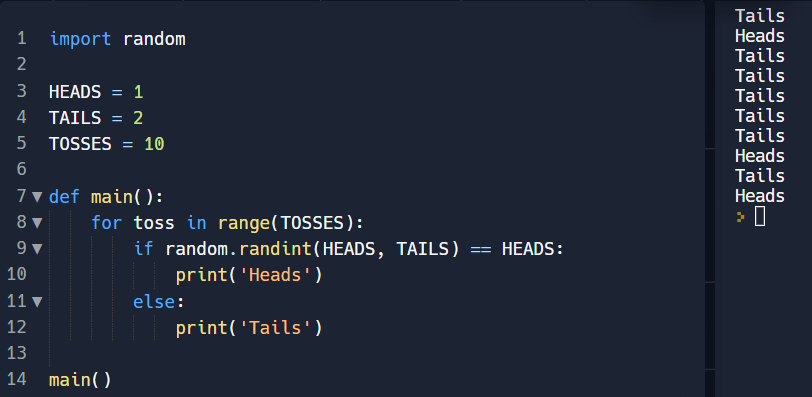 1 import random
2
3 HEADS = 1
4 TAILS = 2
5 TOSSES = 10
6
7 def main():
8     for toss in range(TOSSES):
9         if random.randint(HEADS, TAILS) == HEADS:
10             print('Heads')
11         else:
12             print('Tails')
13
14 main()
Tails
Heads
Tails
Tails
Tails
Tails
Tails
Heads
Tails
Heads
>